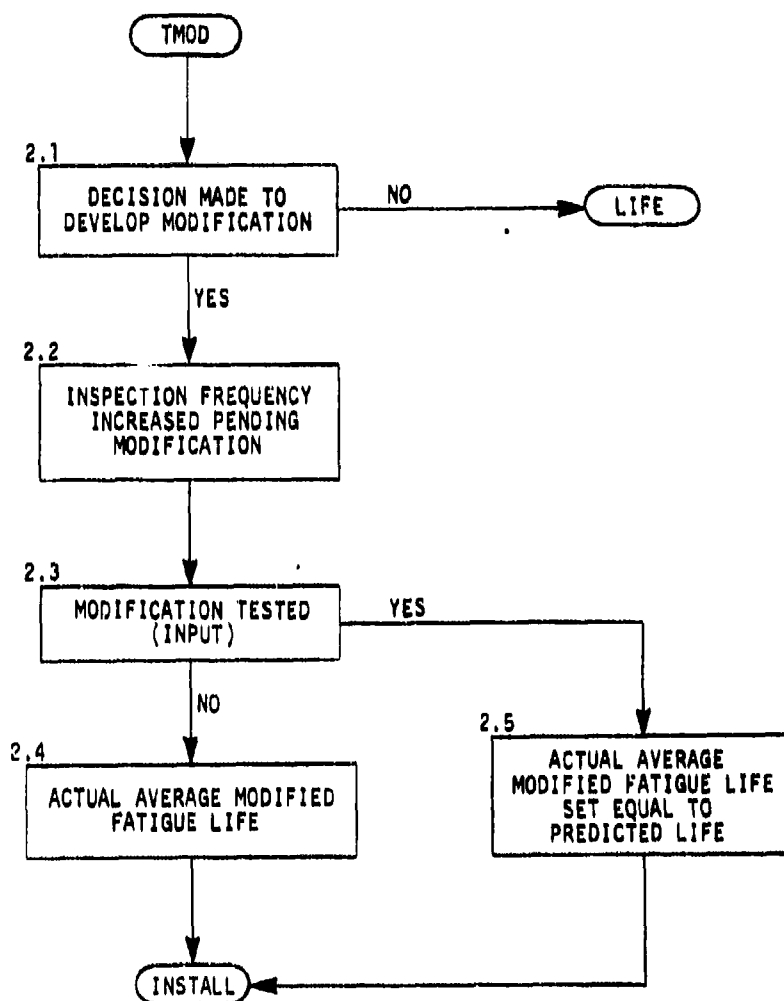 TMOD
2.1
DECISION MADE TO
DEVELOP MODIFICATION
NO
LIFE
YES
2.2
INSPECTION FREQUENCY
INCREASED PENDING
MODIFICATION
2.3
MODIFICATION TESTED
(INPUT)
YES
NO
2.4
ACTUAL AVERAGE MODIFIED
FATIGUE LIFE
2.5
ACTUAL AVERAGE
MODIFIED FATIGUE LIFE
SET EQUAL TO
PREDICTED LIFE
INSTALL